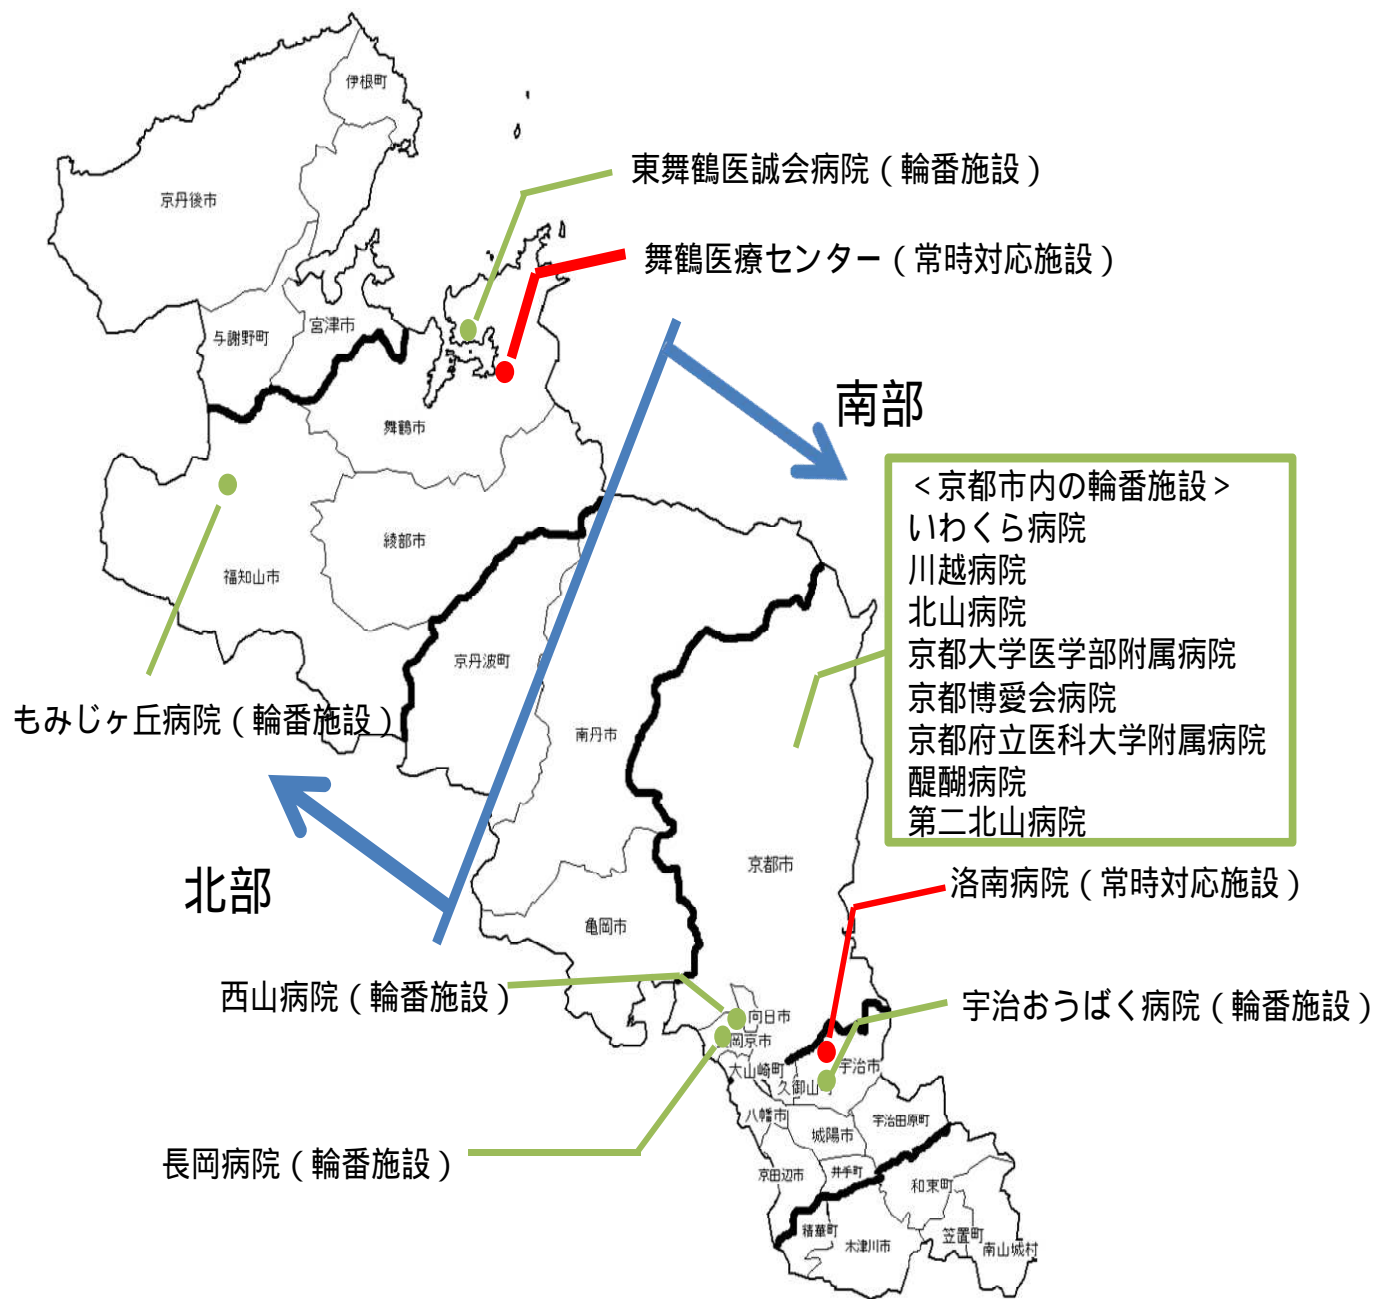 伊根町
東舞鶴医誠会病院（輪番施設）
京丹後市
舞鶴医療センター（常時対応施設）
宮津市
与謝野町
南部
舞鶴市
＜京都市内の輪番施設＞
いわくら病院
川越病院
北山病院
京都大学医学部附属病院
京都博愛会病院
京都府立医科大学附属病院
醍醐病院
第二北山病院
綾部市
福知山市
京丹波町
もみじヶ丘病院（輪番施設）
南丹市
北部
京都市
洛南病院（常時対応施設）
亀岡市
西山病院（輪番施設）
宇治おうばく病院（輪番施設）
向日市
岡京市
大山崎町
宇治市
久御山町
八幡市
宇治田原町
城陽市
長岡病院（輪番施設）
京田辺市
井手町
和束町
精華町
木津川市
笠置町
南山城村